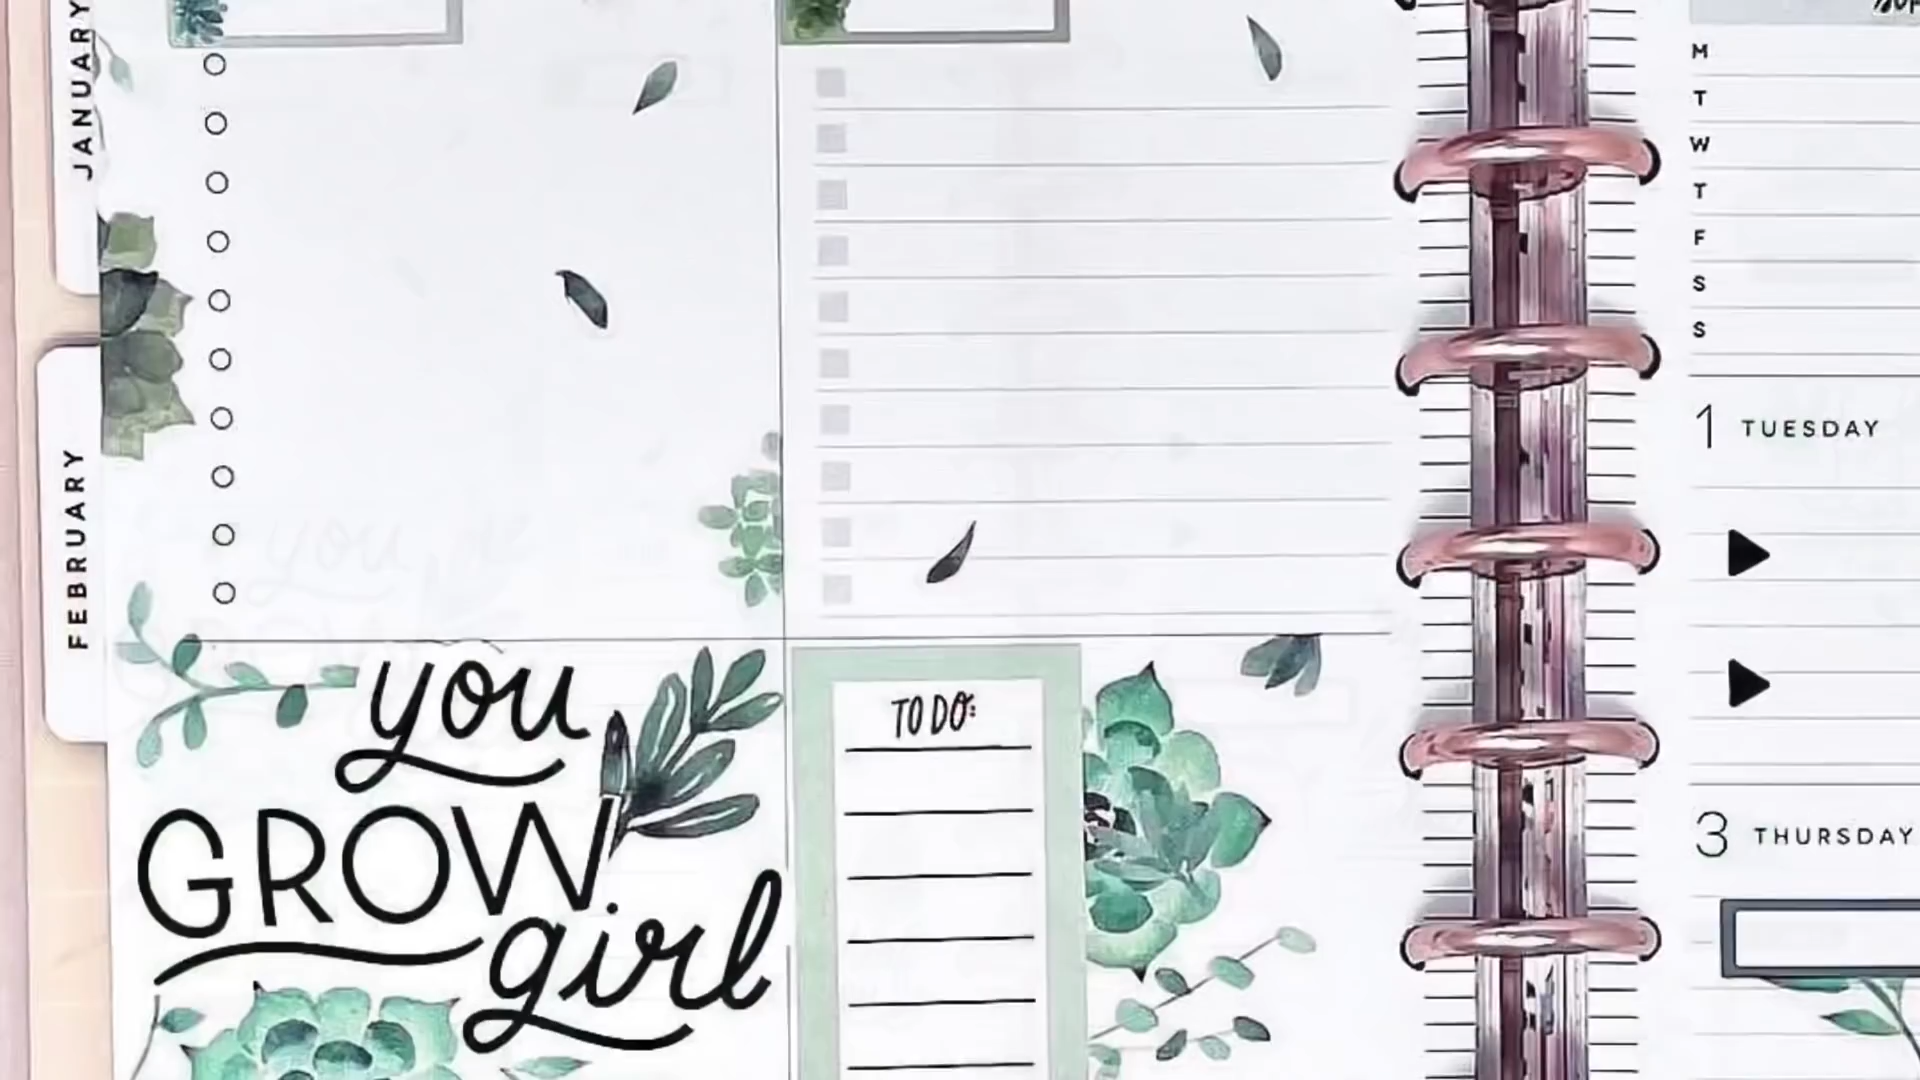 JANUARY
FEBRUARY
you
GROW
girl
TO DO:
M
T
W
T
F
S
S
1 TUESDAY
3 THURSDAY